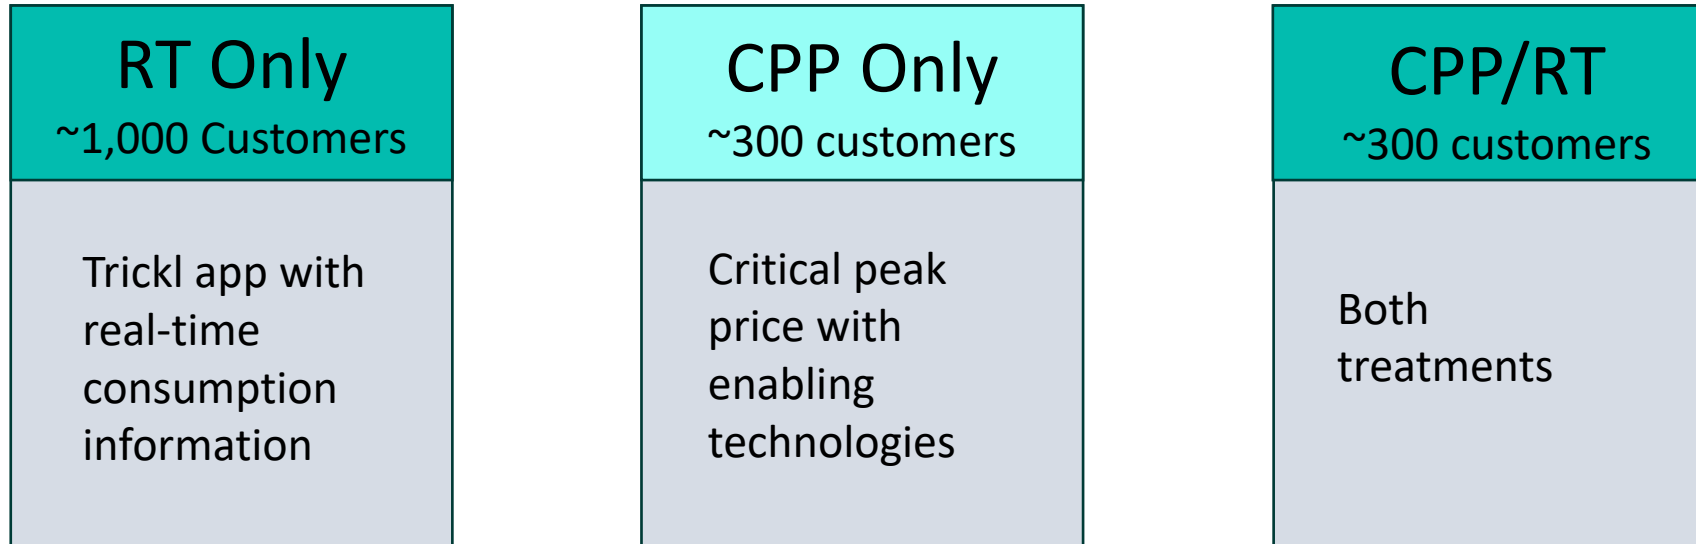 RT Only
~1,000 Customers
Trickl app with
real-time
consumption
information
CPP Only
~300 customers
Critical peak
price with
enabling
technologies
CPP/RT
~300 customers
Both
treatments